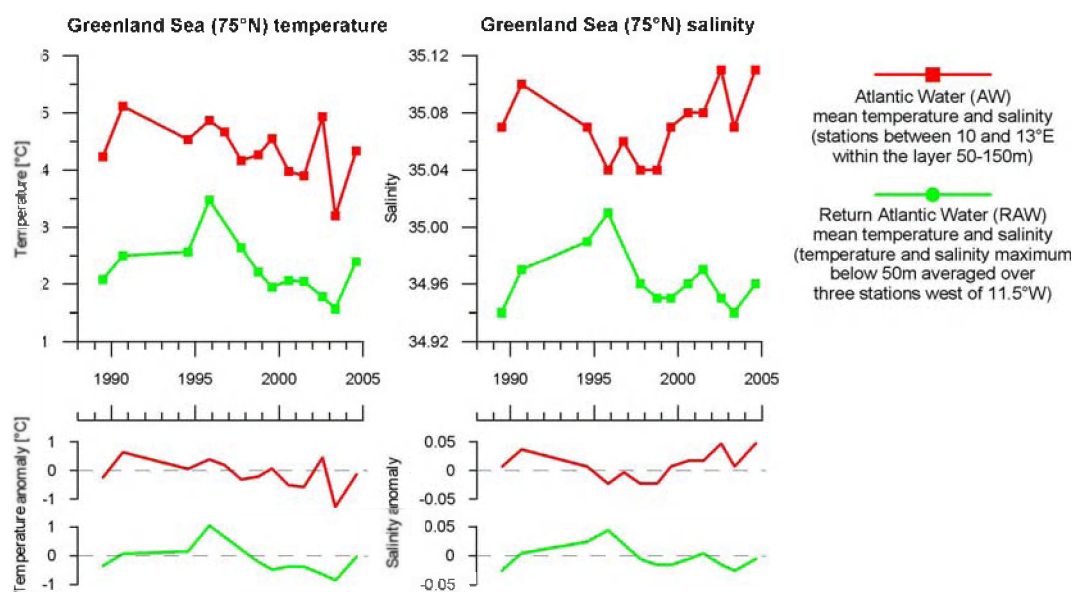 Greenland Sea (75°N) temperature
6
5
4
3
2
1
Temperature [°C]
1990
1995
2000
2005
Greenland Sea (75°N) salinity
35.12
35.08
35.04
35.00
34.96
34.92
Salinity
1990
1995
2000
2005
Atlantic Water (AW)
mean temperature and salinity
(stations between 10 and 13°E
within the layer 50-150m)
Return Atlantic Water (RAW)
mean temperature and salinity
(temperature and salinity maximum
below 50m averaged over
three stations west of 11.5°W)
Temperature anomaly [°C]
1
0
-1
1
0
-1
Salinity anomaly
0.05
0
-0.05
0.05
0
-0.05